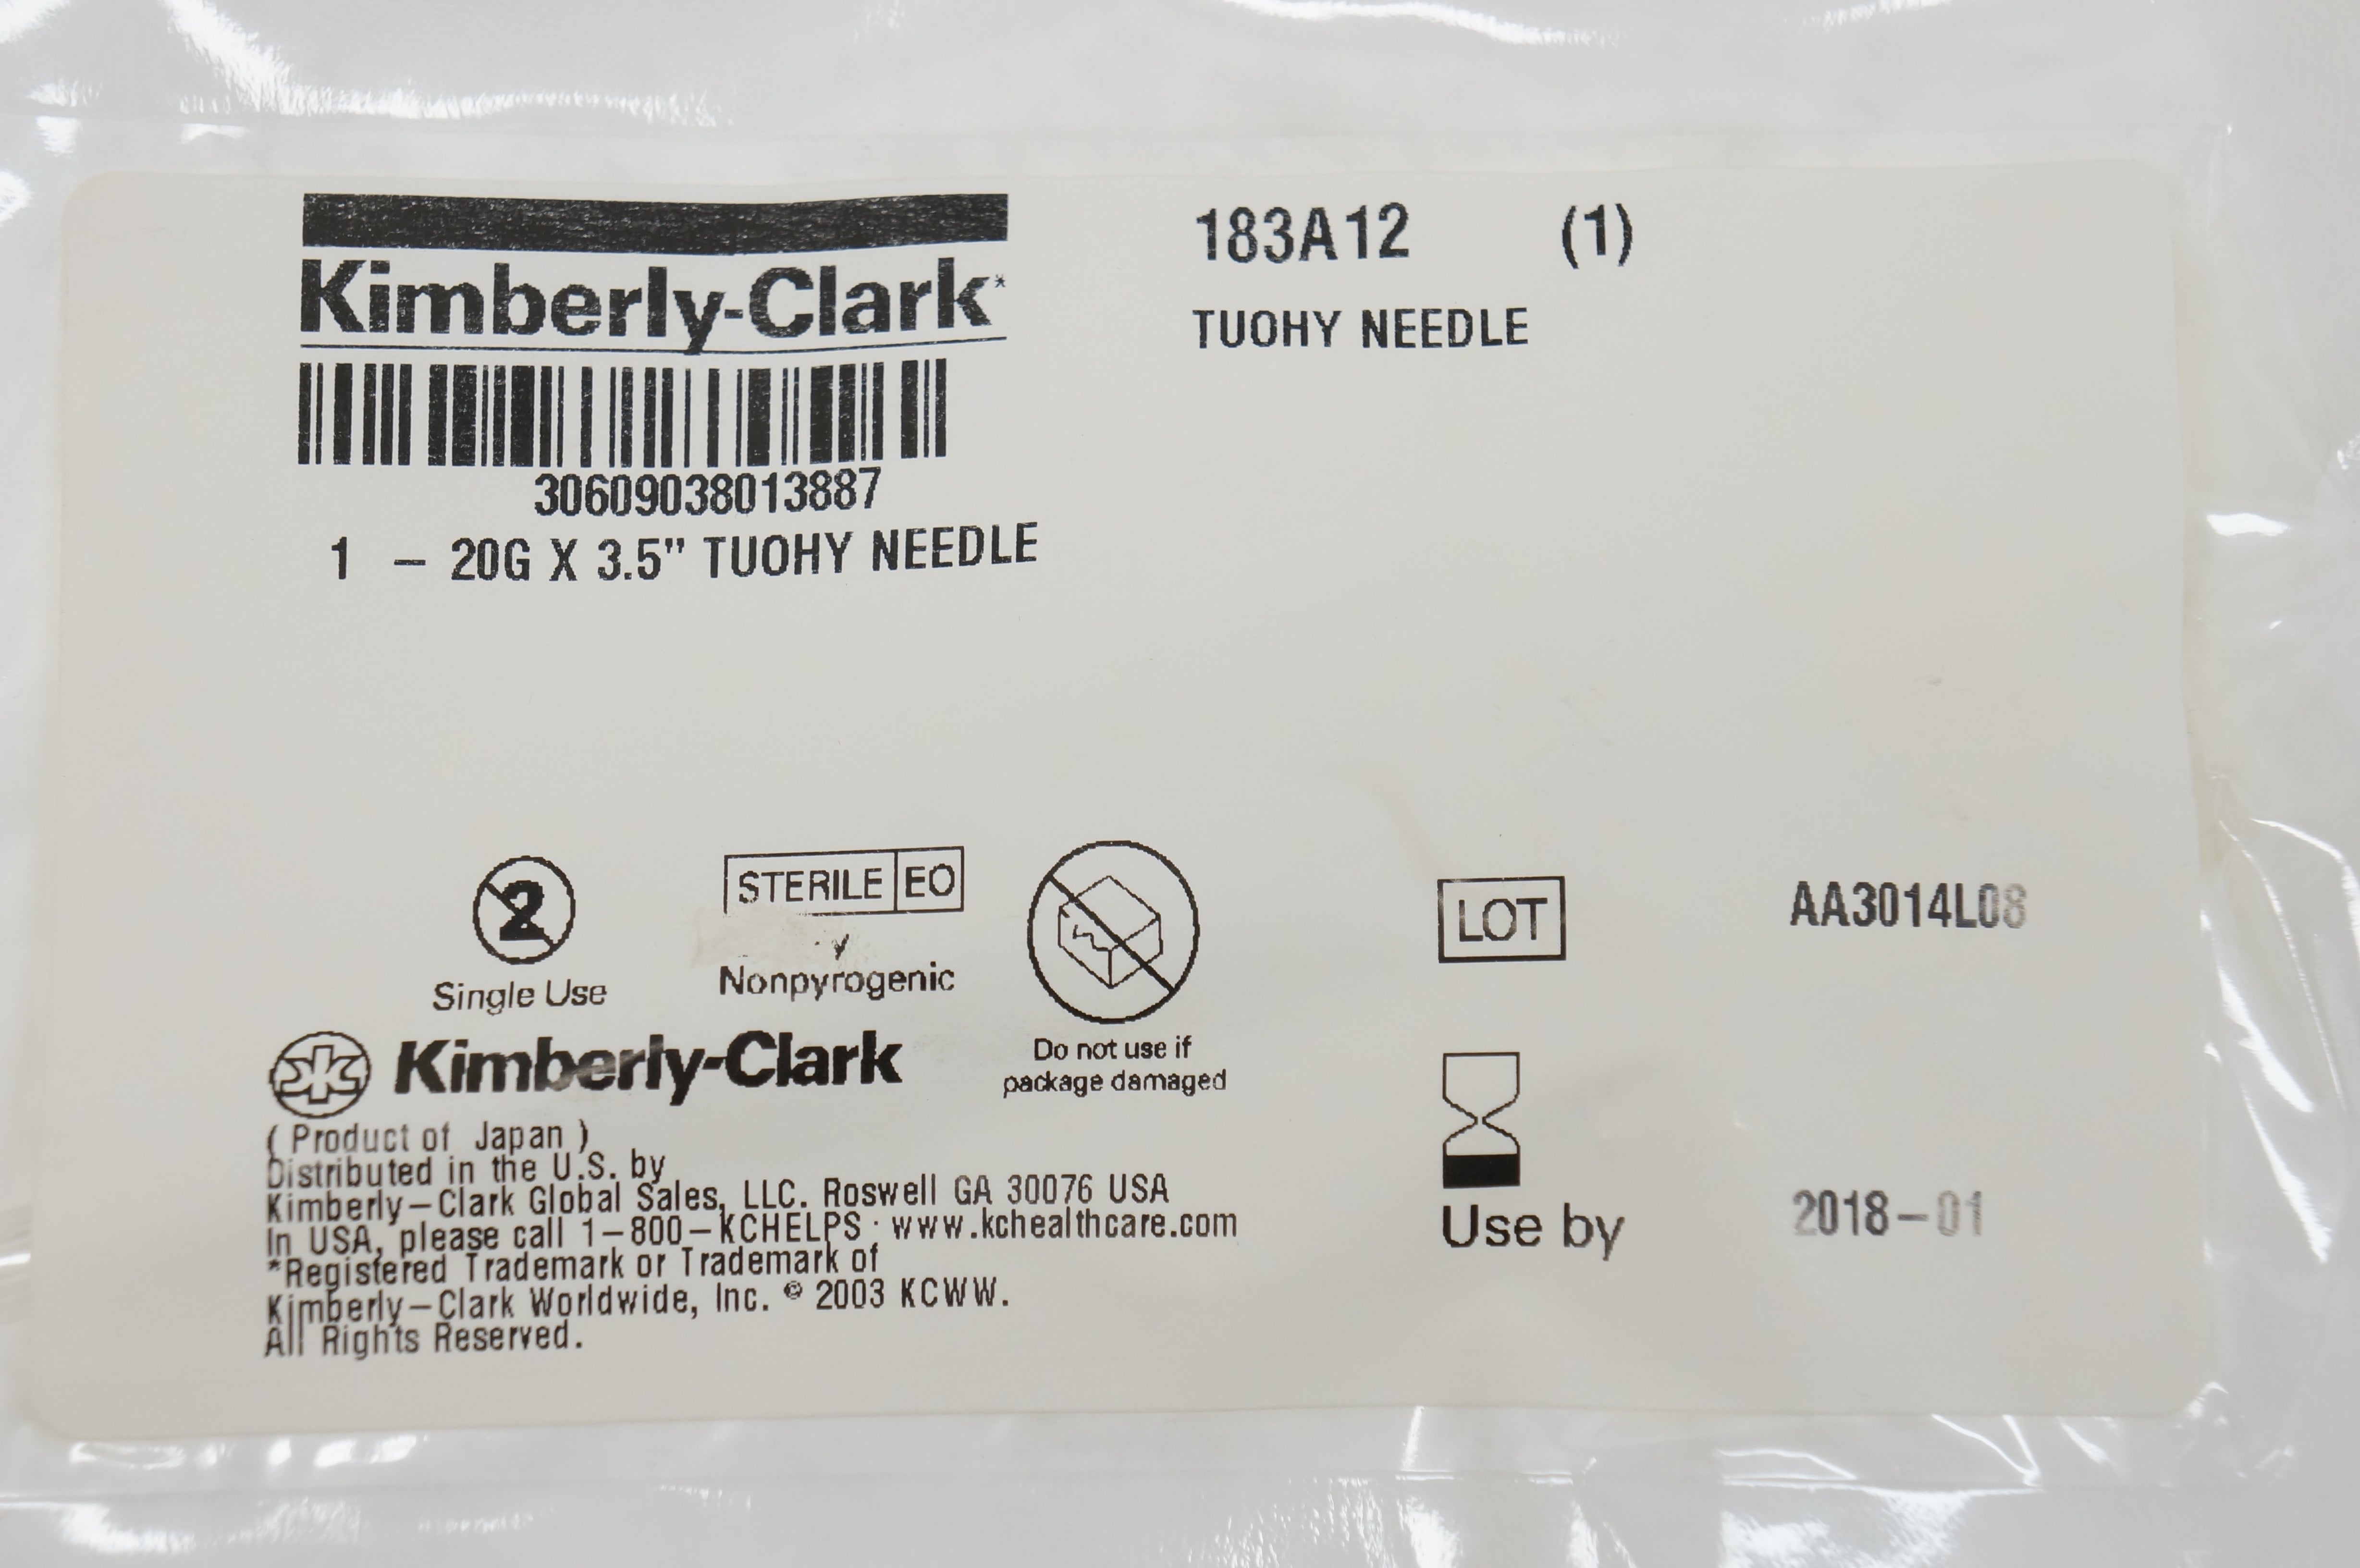 Kimberly-Clark*
30609038013887
1 – 20G X 3.5" TUOHY NEEDLE
183A12 (1)
TUOHY NEEDLE
2
Single Use
STERILE EO
Nonpyrogenic
Do not use if
package damaged
LOT AA3014L08
Use by 2018-01
Kimberly-Clark
( Product of Japan )
Distributed in the U.S. by
Kimberly-Clark Global Sales, LLC. Roswell GA 30076 USA
In USA, please call 1-800-KCHELPS · www.kchealthcare.com
*Registered Trademark or Trademark of
Kimberly-Clark Worldwide, Inc. © 2003 KCWW.
All Rights Reserved.